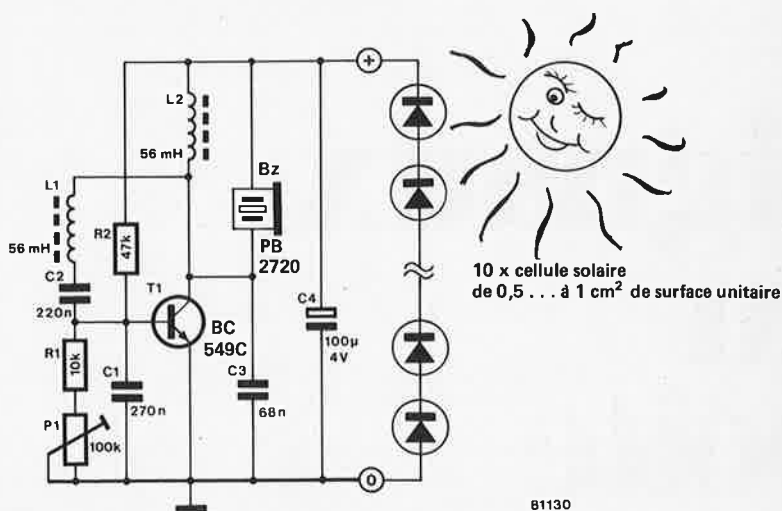 +
L2
56 mH
L1
56 mH
R2
47k
Bz
PB
2720
C2
220n
T1
BC
549C
C4
100µ
4V
R1
10k
C1
270n
C3
68n
P1
100k
0
10 x cellule solaire
de 0,5 ... à 1 cm² de surface unitaire
81130